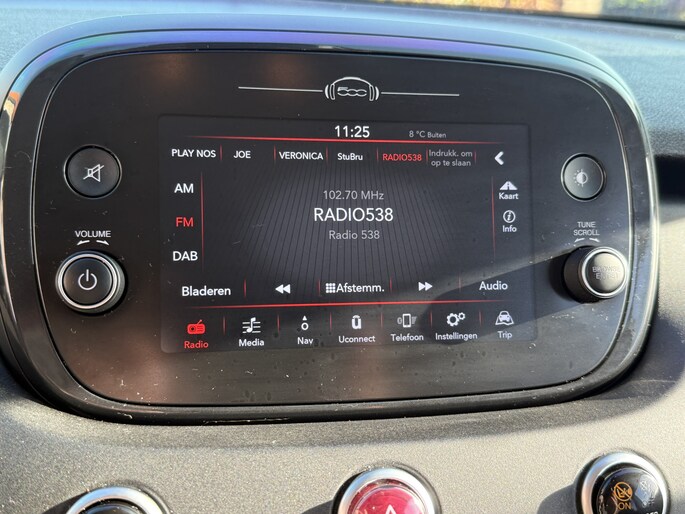 500
11:25
8 °C Buiten
PLAY NOS JOE VERONICA StuBru RADIO538 Indrukk. om
op te slaan
AM
102.70 MHz
Kaart
FM
RADIO538
Info
VOLUME
Radio 538
TUNE
SCROLL
DAB
Bladeren Afstemm. Audio
Radio Media Nav Uconnect Telefoon Instellingen Trip
ON